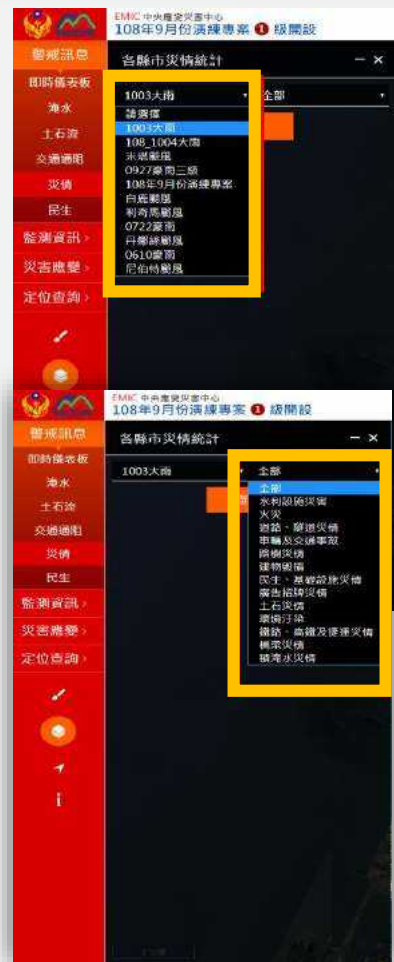 EMIC 中央應變災害中心
108年9月份演練專案 1 級開設
警戒訊息
各縣市災情統計
即時儀表板
淹水
土石流
交通通阻
災情
民生
監測資訊
災害應變
定位查詢
1003大雨
全部
請選擇
1003大雨
108_1004大雨
米塔颱風
0927豪雨三頭
108年9月份演練專案
白鹿颱風
利奇馬颱風
0722豪雨
丹娜絲颱風
0610豪雨
尼伯特颱風
EMIC 中央應變災害中心
108年9月份演練專案 1 級開設
警戒訊息
各縣市災情統計
即時儀表板
淹水
土石流
交通通阻
災情
民生
監測資訊
災害應變
定位查詢
1003大雨
全部
全部
水利設施災害
火災
道路、隧道災情
車輛及交通事故
路樹災情
建物毀損
民生、基礎設施災情
廣告招牌災情
土石災情
環境汙染
鐵路、高鐵及捷運災情
橋梁災情
積淹水災情